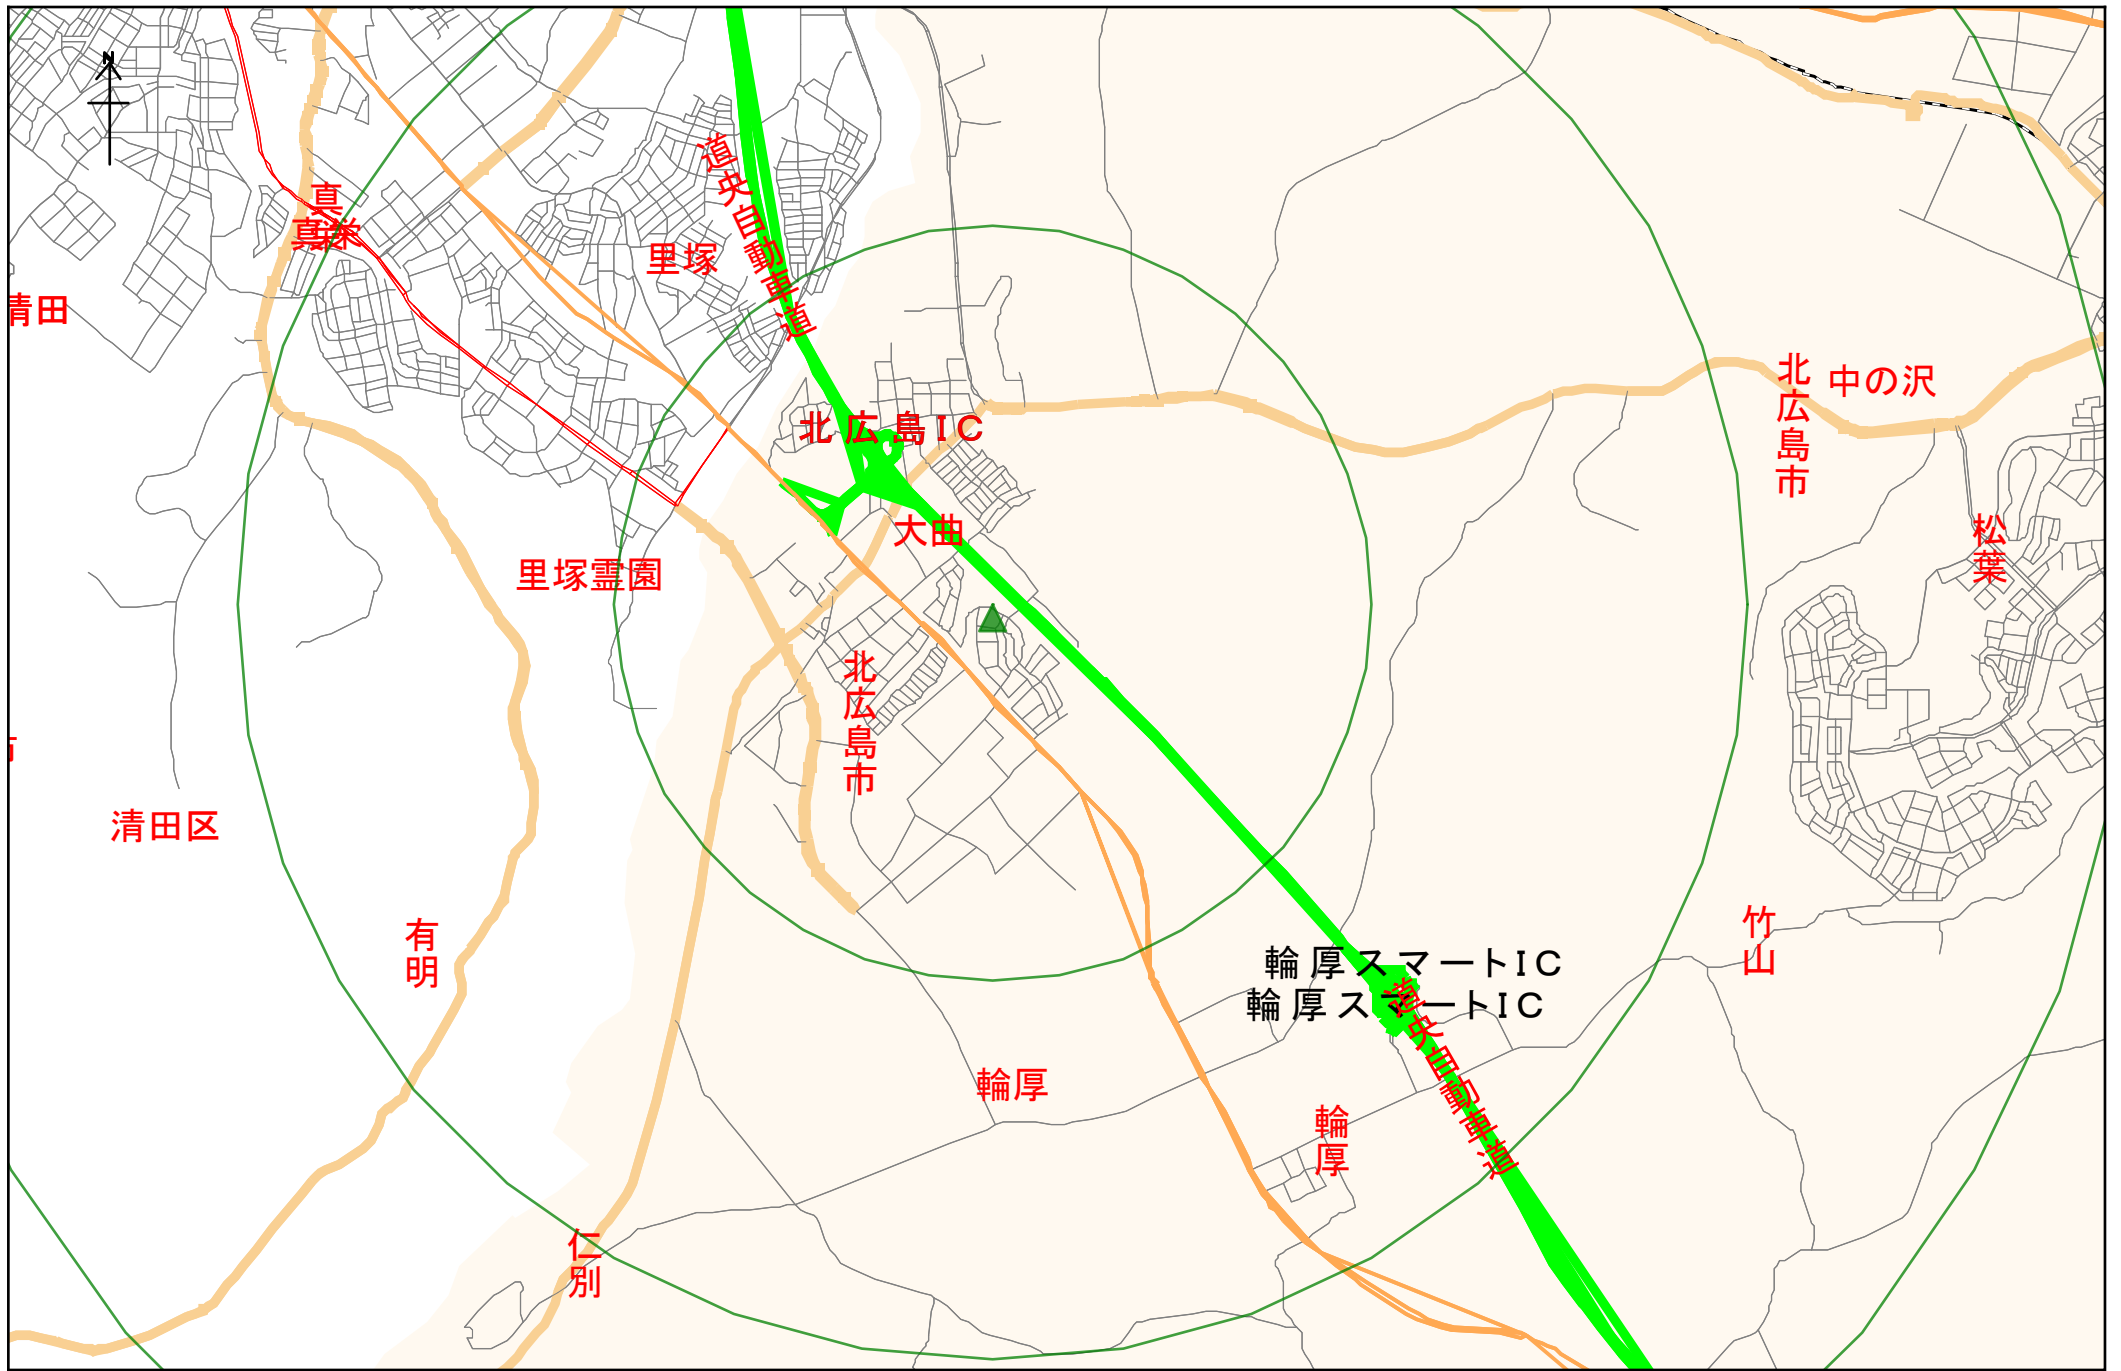 N
道央自動車道
真
真栄
里塚
清田
北広島IC
北広島市
中の沢
大曲
松葉
里塚霊園
北広島市
市
清田区
有明
竹山
輪厚スマートIC
輪厚スマートIC
道央自動車道
輪厚
輪厚
仁別